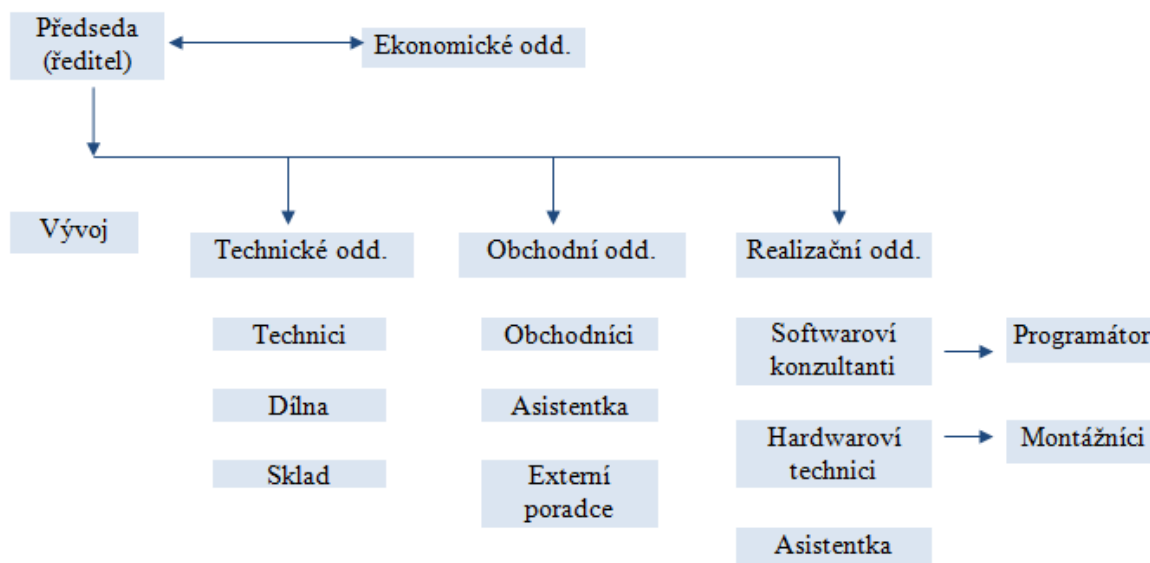 Předseda
(ředitel)
Ekonomické odd.
Vývoj
Technické odd.
Obchodní odd.
Realizační odd.
Technici
Obchodníci
Softwaroví
konzultanti
Programátor
Dílna
Asistentka
Hardwaroví
technici
Montážníci
Sklad
Externí
poradce
Asistentka